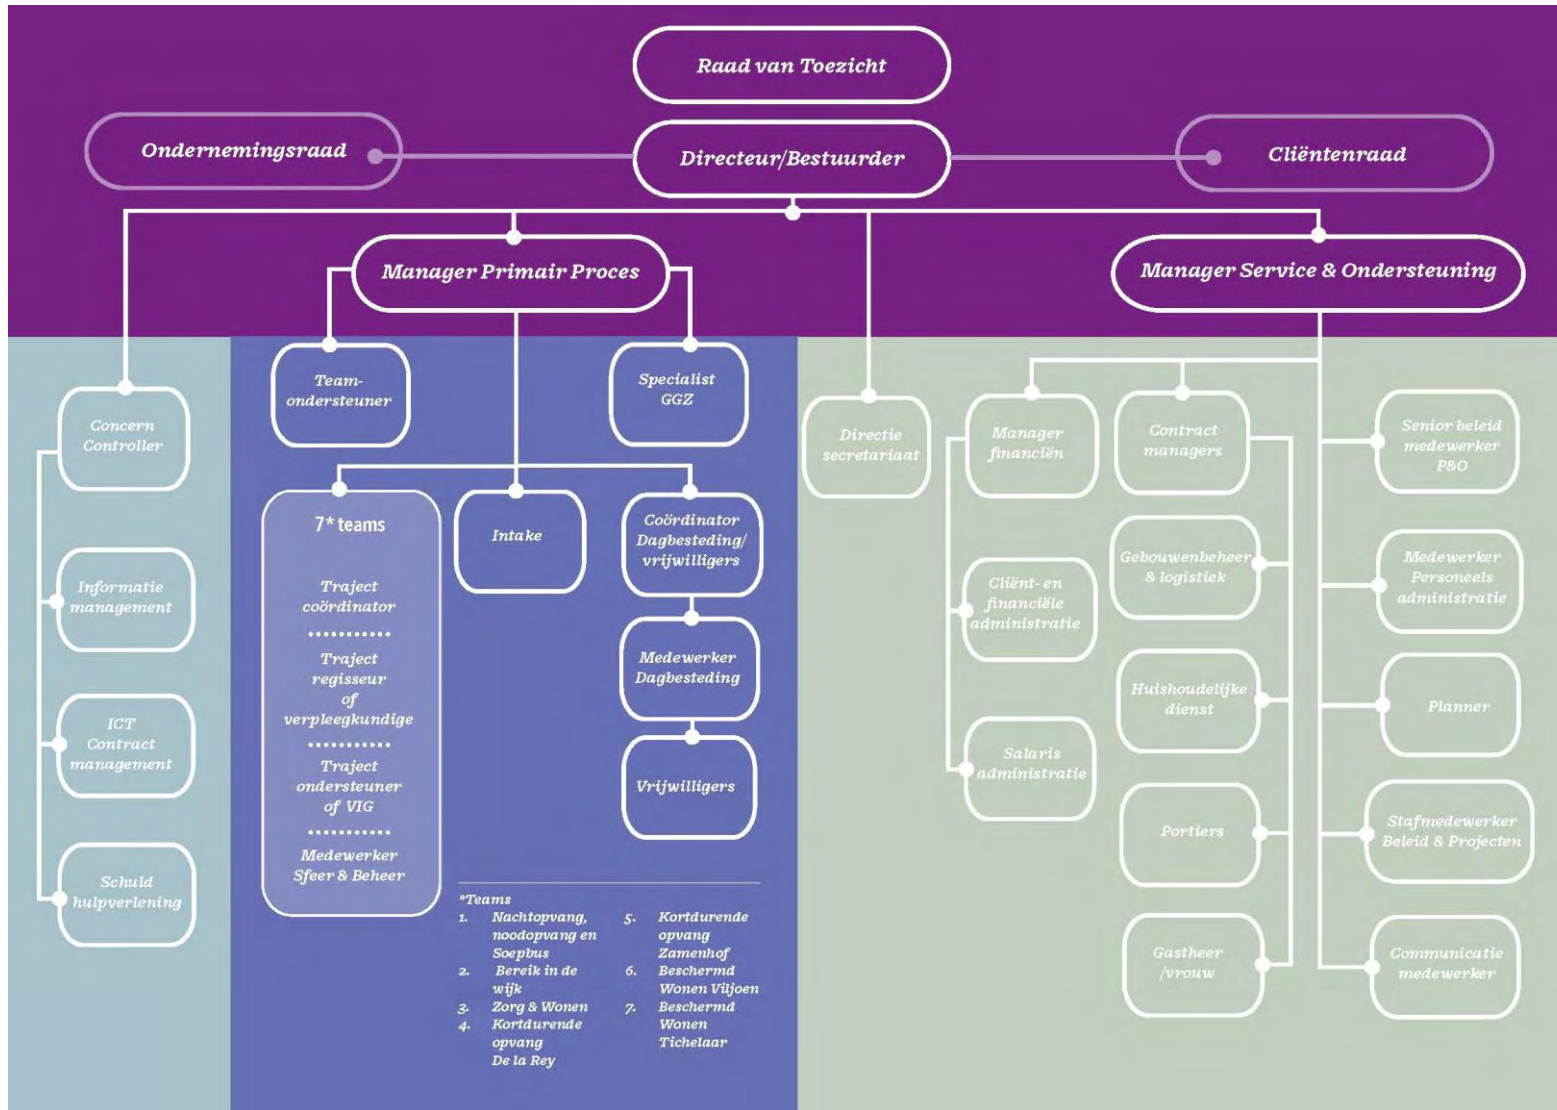 Raad van Toezicht
Ondernemingsraad
Directeur/Bestuurder
Cliëntenraad
Manager Primair Proces
Manager Service & Ondersteuning
Concern
Controller
Informatie
management
ICT
Contract
management
Schuld
hulpverlening
Team-
ondersteuner
Specialist
GGZ
7* teams
Traject
coördinator
Traject
regisseur
of
verpleegkundige
Traject
ondersteuner
of VIG
Medewerker
Sfeer & Beheer
Intake
Coördinator
Dagbesteding/
vrijwilligers
Medewerker
Dagbesteding
Vrijwilligers
*Teams
1. Nachtopvang,
noodopvang en
Soepbus
2. Bereik in de
wijk
3. Zorg & Wonen
4. Kortdurende
opvang
De la Rey
5. Kortdurende
opvang
Zamenhof
6. Beschermd
Wonen Viljoen
7. Beschermd
Wonen
Tichelaar
Directie
secretariaat
Manager
financiën
Cliënt- en
financiële
administratie
Salaris
administratie
Contract
managers
Gebouwenbeheer
& logistiek
Huishoudelijke
dienst
Portiers
Gastheer
/vrouw
Senior beleid
medewerker
P&O
Medewerker
Personeels
administratie
Planner
Stafmedewerker
Beleid & Projecten
Communicatie
medewerker